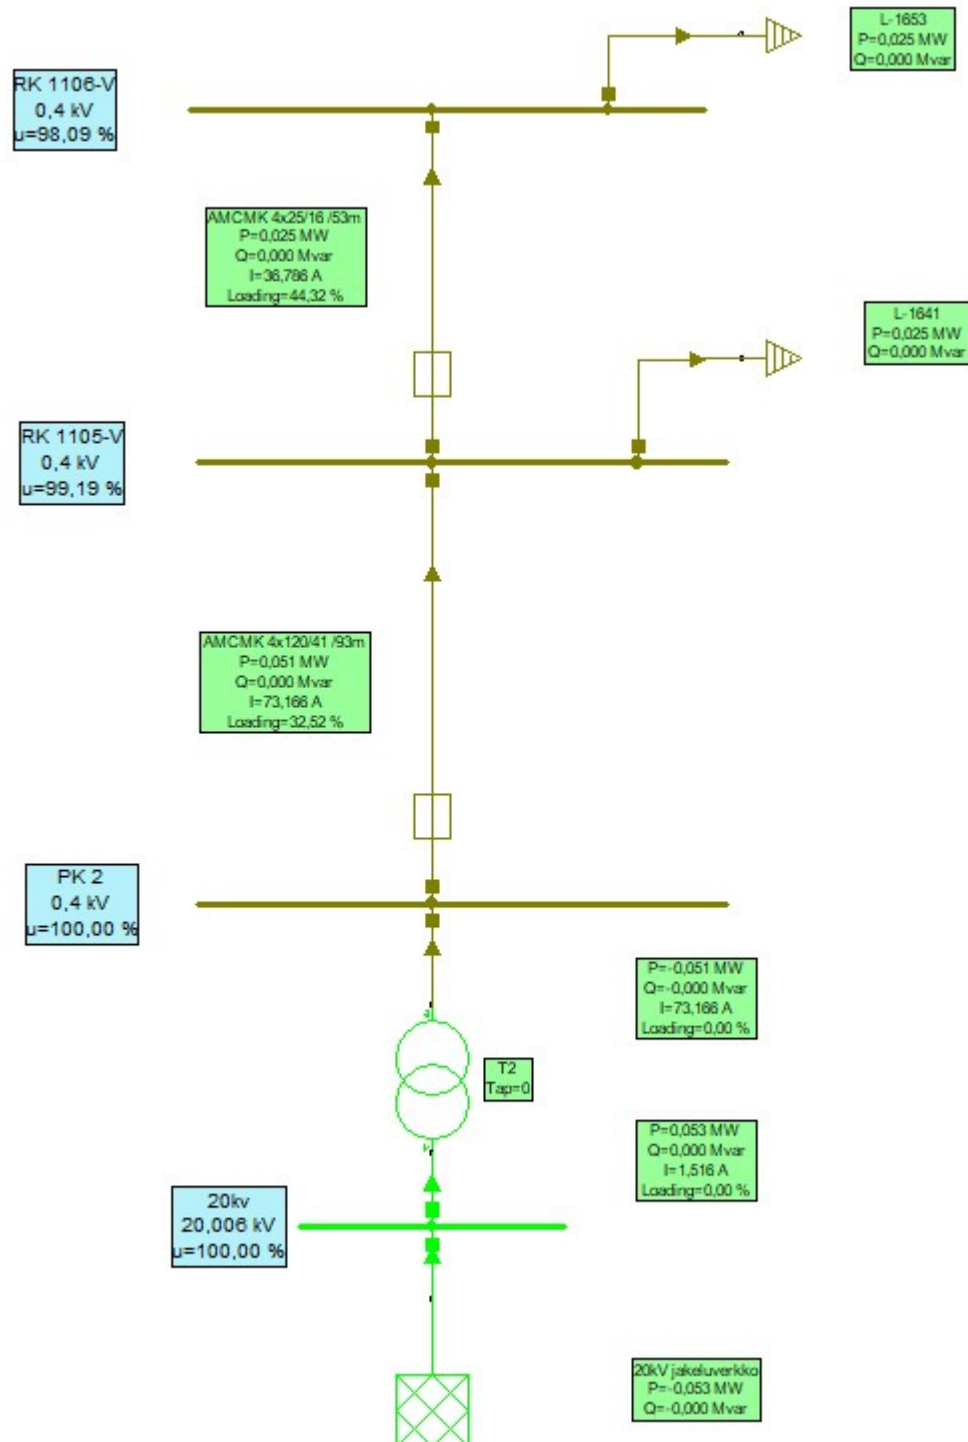 L-1653
P=0,025 MW
Q=0,000 Mvar
RK 1106-V
0,4 kV
u=98,09 %
AMCMK 4x25/16 /53m
P=0,025 MW
Q=0,000 Mvar
I=36,786 A
Loading=44,32 %
L-1641
P=0,025 MW
Q=0,000 Mvar
RK 1105-V
0,4 kV
u=99,19 %
AMCMK 4x120/41 /93m
P=0,051 MW
Q=0,000 Mvar
I=73,166 A
Loading=32,52 %
PK 2
0,4 kV
u=100,00 %
P=-0,051 MW
Q=-0,000 Mvar
I=73,166 A
Loading=0,00 %
T2
Tap=0
P=0,053 MW
Q=0,000 Mvar
I=1,516 A
Loading=0,00 %
20kv
20,006 kV
u=100,00 %
20kV jakeluverkko
P=-0,053 MW
Q=-0,000 Mvar